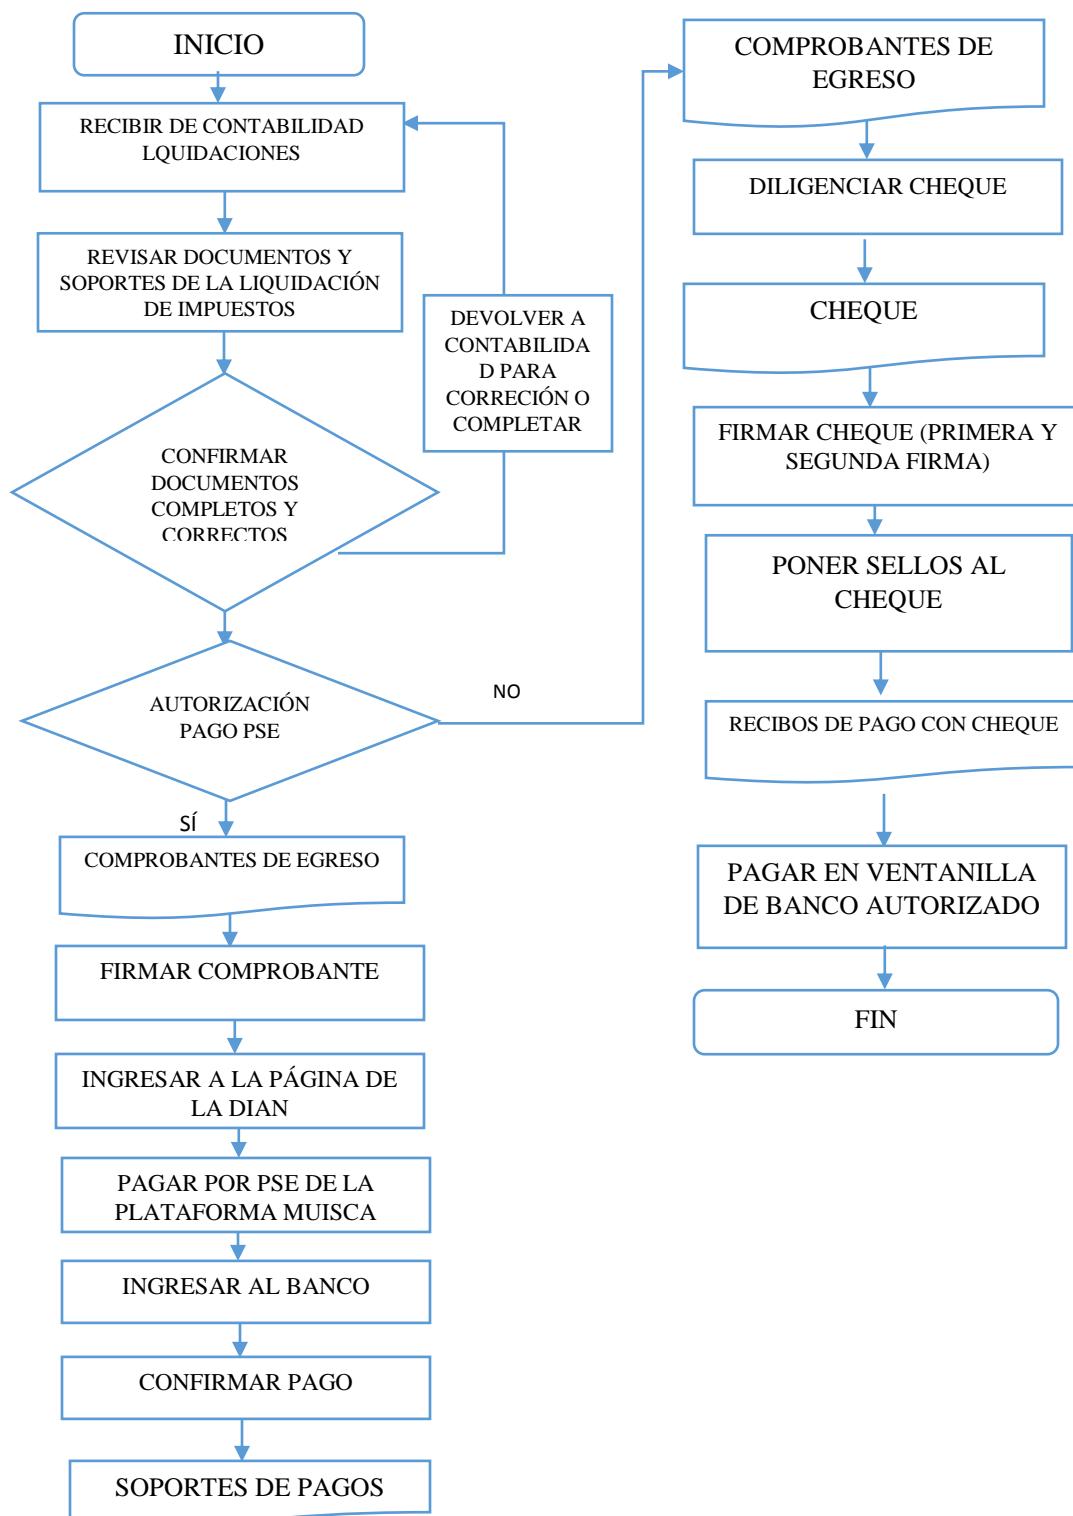 INICIO
RECIBIR DE CONTABILIDAD
LQUIDACIONES
REVISAR DOCUMENTOS Y
SOPORTES DE LA LIQUIDACIÓN
DE IMPUESTOS
DEVOLVER A
CONTABILIDA
D PARA
CORRECIÓN O
COMPLETAR
CONFIRMAR
DOCUMENTOS
COMPLETOS Y
CORRECTOS
AUTORIZACIÓN
PAGO PSE
NO
SÍ
COMPROBANTES DE EGRESO
FIRMAR COMPROBANTE
INGRESAR A LA PÁGINA DE
LA DIAN
PAGAR POR PSE DE LA
PLATAFORMA MUISCA
INGRESAR AL BANCO
CONFIRMAR PAGO
SOPORTES DE PAGOS
COMPROBANTES DE
EGRESO
DILIGENCIAR CHEQUE
CHEQUE
FIRMAR CHEQUE (PRIMERA Y
SEGUNDA FIRMA)
PONER SELLOS AL
CHEQUE
RECIBOS DE PAGO CON CHEQUE
PAGAR EN VENTANILLA
DE BANCO AUTORIZADO
FIN